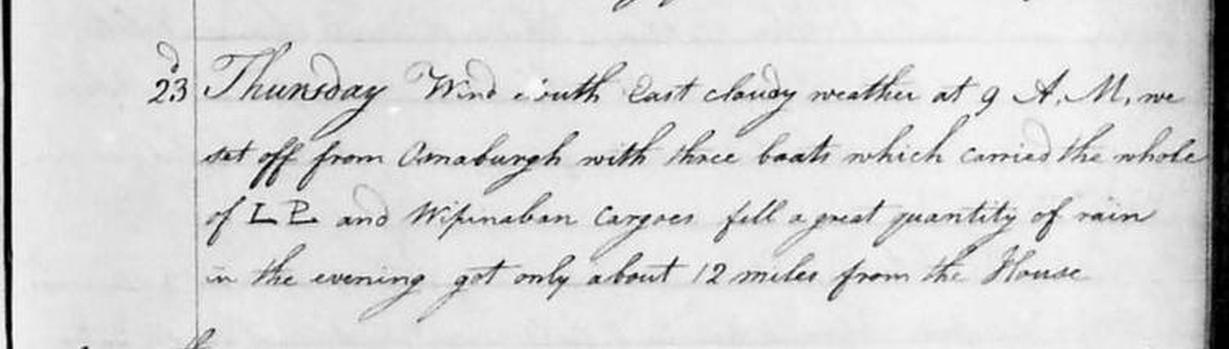 23d Thursday Wind South East cloudy weather at 9 A.M, we
set off from Osnaburgh with three boats which carried the whole
of L P and Wipinaban Cargoes fell a great quantity of rain
in the evening got only about 12 miles from the House